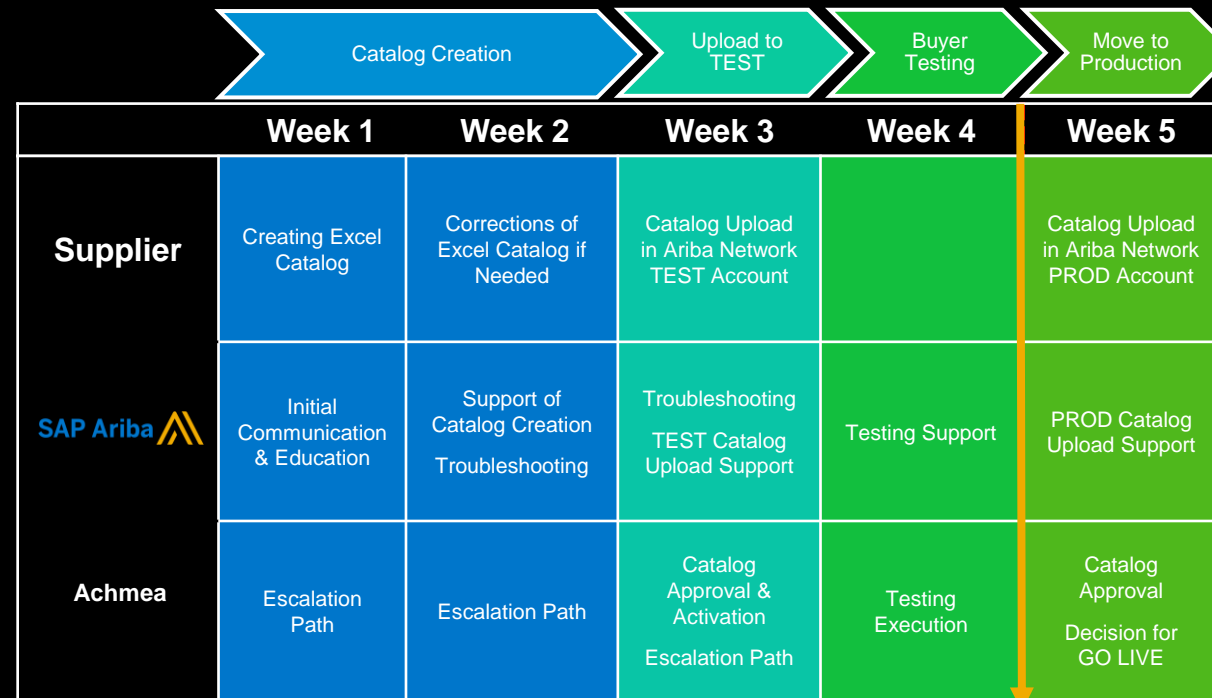 Catalog Creation
Upload to
TEST
Buyer
Testing
Move to
Production
Week 1
Week 2
Week 3
Week 4
Week 5
Supplier
Creating Excel
Catalog
Corrections of
Excel Catalog if
Needed
Catalog Upload
in Ariba Network
TEST Account
Catalog Upload
in Ariba Network
PROD Account
SAP Ariba
Initial
Communication
& Education
Support of
Catalog Creation
Troubleshooting
Troubleshooting
TEST Catalog
Upload Support
Testing Support
PROD Catalog
Upload Support
Achmea
Escalation
Path
Escalation Path
Catalog
Approval &
Activation
Escalation Path
Testing
Execution
Catalog
Approval
Decision for
GO LIVE